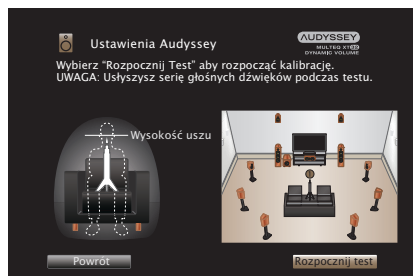 Ustawienia Audyssey
AUDYSSEY
MULTEQ XT32
DYNAMIC VOLUME
Wybierz "Rozpocznij Test" aby rozpocząć kalibrację.
UWAGA: Usłyszysz serię głośnych dźwięków podczas testu.
Wysokość uszu
Powrót
Rozpocznij test